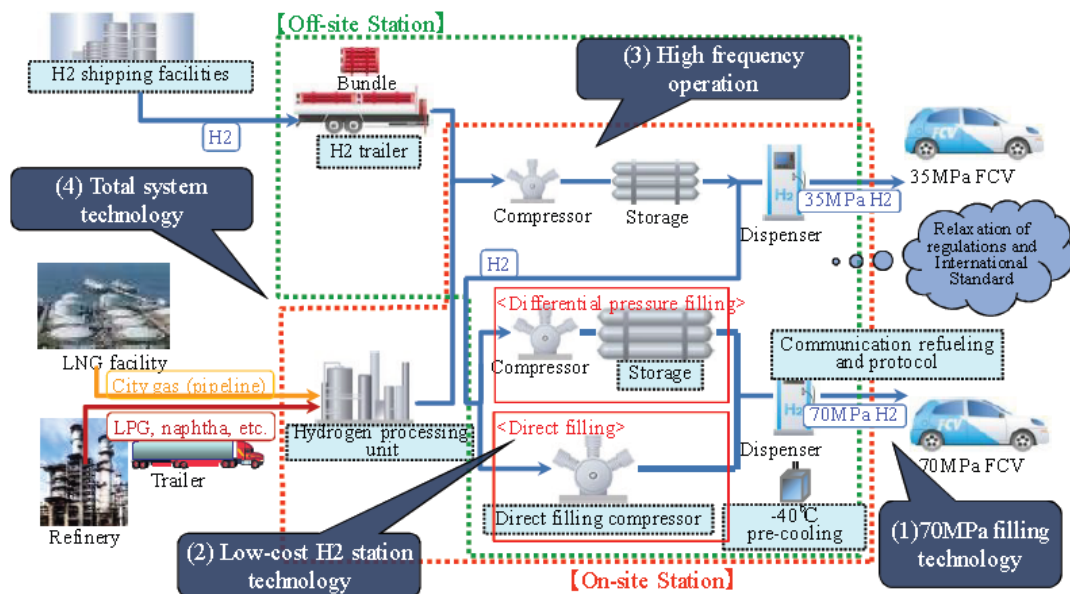 【Off-site Station】
H2 shipping facilities
Bundle
H2
H2 trailer
(3) High frequency
operation
FCV
35MPa FCV
(4) Total system
technology
Compressor
Storage
H2
35MPa H2
Dispenser
Relaxation of
regulations and
International
Standard
H2
<Differential pressure filling>
Compressor
Storage
Communication refueling
and protocol
LNG facility
City gas (pipeline)
H2
70MPa H2
FCV
70MPa FCV
LPG, naphtha, etc.
Trailer
Refinery
Hydrogen processing
unit
<Direct filling>
Dispenser
Direct filling compressor
-40℃
pre-cooling
(1)70MPa filling
technology
(2) Low-cost H2 station
technology
【On-site Station】